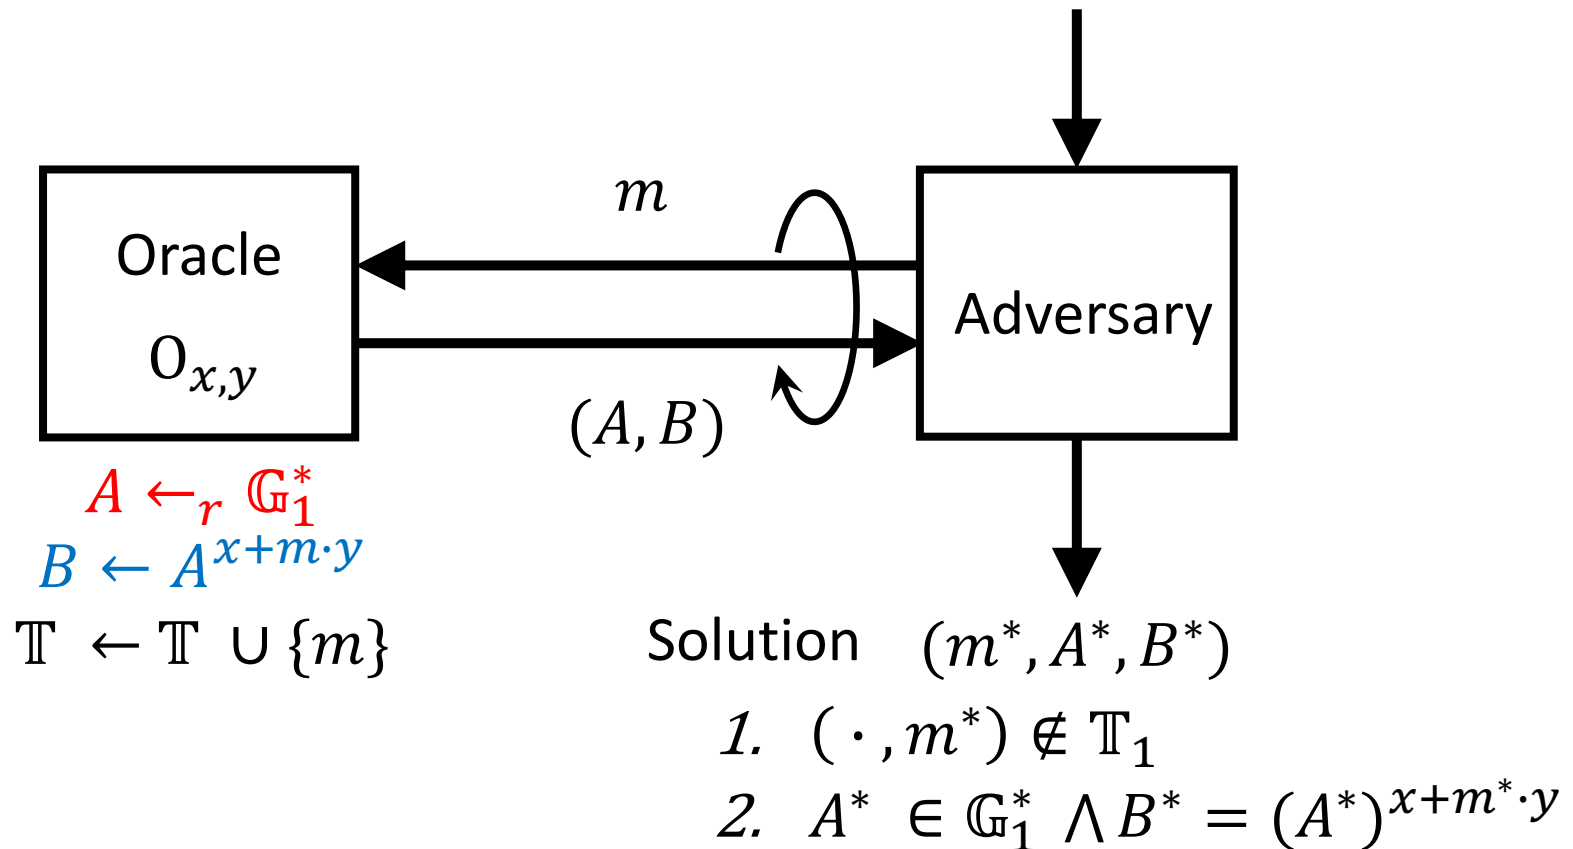 m
Oracle
O_{x,y}
Adversary
(A, B)
A ←_r 𝔾_1^*
B ← A^{x+m·y}
𝕋 ← 𝕋 ∪ {m}
Solution (m^*, A^*, B^*)
1. (· , m^*) ∉ 𝕋_1
2. A^* ∈ 𝔾_1^* ⋀ B^* = (A^*)^{x+m^*·y}